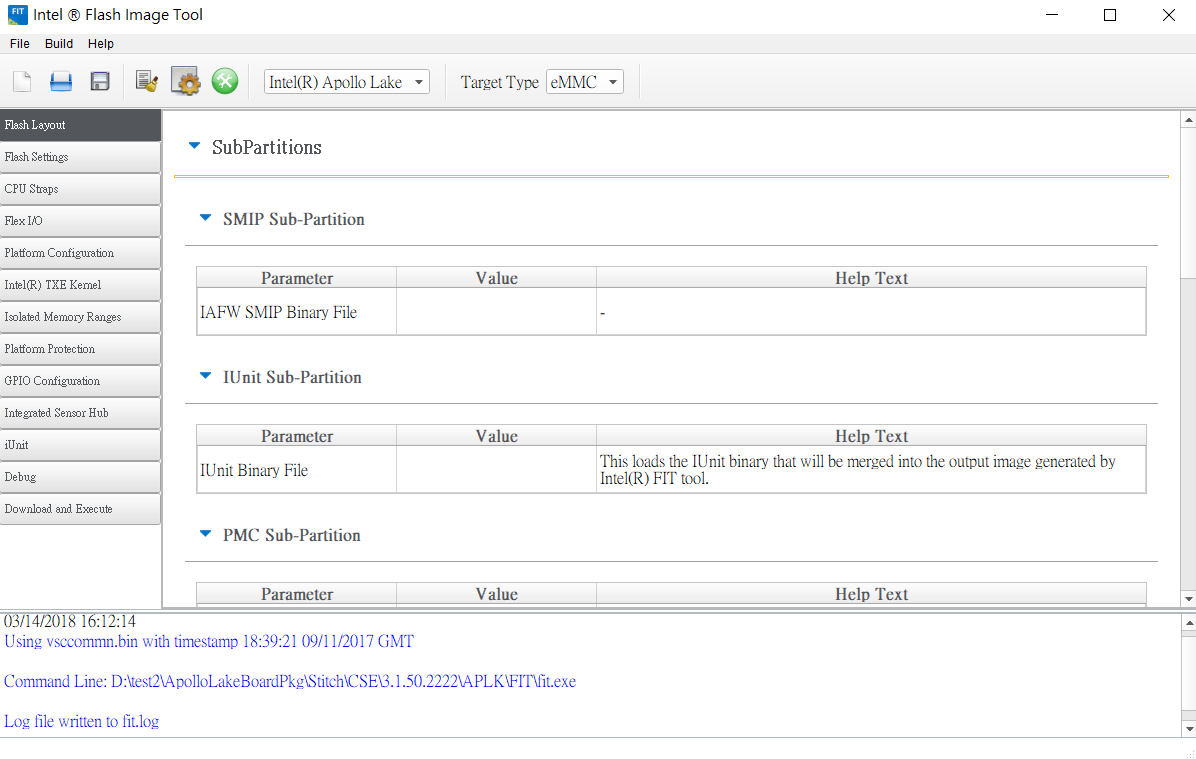 FIT
Intel ® Flash Image Tool
File Build Help
Intel(R) Apollo Lake Target Type eMMC
Flash Layout
Flash Settings
CPU Straps
Flex I/O
Platform Configuration
Intel(R) TXE Kernel
Isolated Memory Ranges
Platform Protection
GPIO Configuration
Integrated Sensor Hub
iUnit
Debug
Download and Execute
SubPartitions
SMIP Sub-Partition
Parameter Value Help Text
IAFW SMIP Binary File -
IUnit Sub-Partition
Parameter Value Help Text
IUnit Binary File
This loads the IUnit binary that will be merged into the output image generated by
Intel(R) FIT tool.
PMC Sub-Partition
Parameter Value Help Text
03/14/2018 16:12:14
Using vsccommn.bin with timestamp 18:39:21 09/11/2017 GMT
Command Line: D:\test2\ApolloLakeBoardPkg\Stitch\CSE\3.1.50.2222\APLK\FIT\fit.exe
Log file written to fit.log